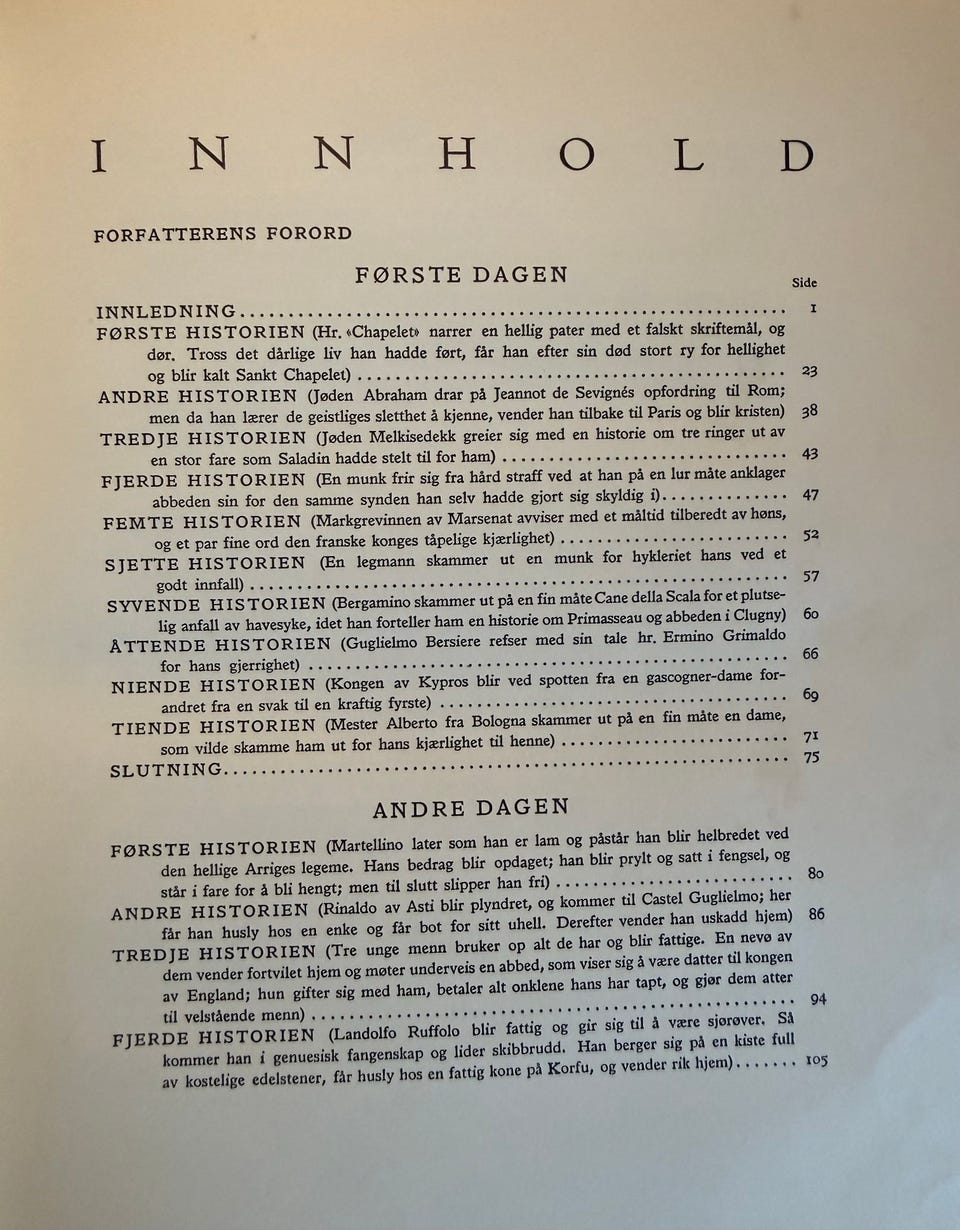 INNHOLD
FORFATTERENS FORORD
FØRSTE DAGEN
Side
INNLEDNING........................................................ 1
FØRSTE HISTORIEN (Hr. «Chapelet» narrer en hellig pater med et falskt skriftemål, og
dør. Tross det dårlige liv han hadde ført, får han efter sin død stort ry for hellighet
og blir kalt Sankt Chapelet) ............................................ 23
ANDRE HISTORIEN (Jøden Abraham drar på Jeannot de Sevignés opfordring til Rom;
men da han lærer de geistliges sletthet å kjenne, vender han tilbake til Paris og blir kristen) 38
TREDJE HISTORIEN (Jøden Melkisedekk greier sig med en historie om tre ringer ut av
en stor fare som Saladin hadde stelt til for ham) ............................. 43
FJERDE HISTORIEN (En munk frir sig fra hård straff ved at han på en lur måte anklager
abbeden sin for den samme synden han selv hadde gjort sig skyldig i)............. 47
FEMTE HISTORIEN (Markgrevinnen av Marsenat avviser med et måltid tilberedt av høns,
og et par fine ord den franske konges tåpelige kjærlighet) ....................... 52
SJETTE HISTORIEN (En legmann skammer ut en munk for hykleriet hans ved et
godt innfall) ....................................................... 57
SYVENDE HISTORIEN (Bergamino skammer ut på en fin måte Cane della Scala for et plutse-
lig anfall av havesyke, idet han forteller ham en historie om Primasseau og abbeden i Clugny) 60
ÅTTENDE HISTORIEN (Guglielmo Bersiere refser med sin tale hr. Ermino Grimaldo
for hans gjerrighet) ................................................. 66
NIENDE HISTORIEN (Kongen av Kypros blir ved spotten fra en gascogner-dame for-
andret fra en svak til en kraftig fyrste) .................................... 69
TIENDE HISTORIEN (Mester Alberto fra Bologna skammer ut på en fin måte en dame,
som vilde skamme ham ut for hans kjærlighet til henne) ........................ 71
SLUTNING.......................................................... 75
ANDRE DAGEN
FØRSTE HISTORIEN (Martellino later som han er lam og påstår han blir helbredet ved
den hellige Arriges legeme. Hans bedrag blir opdaget; han blir prylt og satt i fengsel, og
står i fare for å bli hengt; men til slutt slipper han fri) ........................ 80
ANDRE HISTORIEN (Rinaldo av Asti blir plyndret, og kommer til Castel Guglielmo; her
får han husly hos en enke og får bot for sitt uhell. Derefter vender han uskadd hjem) 86
TREDJE HISTORIEN (Tre unge menn bruker op alt de har og blir fattige. En nevø av
dem vender fortvilet hjem og møter underveis en abbed, som viser sig å være datter til kongen
av England; hun gifter sig med ham, betaler alt onklene hans har tapt, og gjør dem atter
til velstående menn) ................................................. 94
FJERDE HISTORIEN (Landolfo Ruffolo blir fattig og gir sig til å være sjørøver. Så
kommer han i genuesisk fangenskap og lider skibbrudd. Han berger sig på en kiste full
av kostelige edelstener, får husly hos en fattig kone på Korfu, og vender rik hjem)....... 105